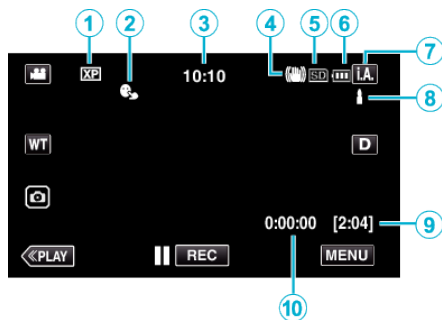 1 2 3 4 5 6 7
XP 10:10 SD i.A.
8
WT D
0:00:00 [2:04] 9
≪PLAY REC MENU
10